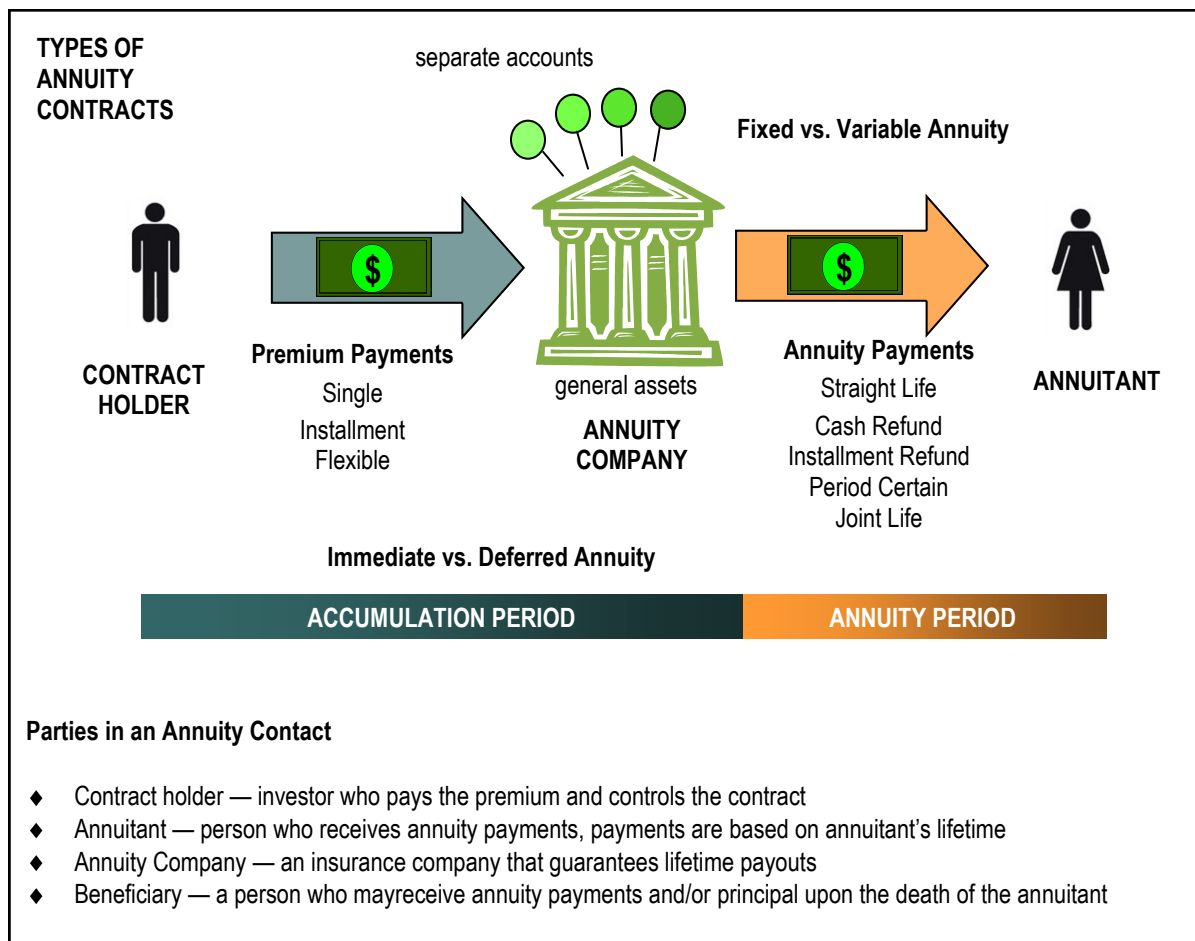 TYPES OF
ANNUITY
CONTRACTS
separate accounts
Fixed vs. Variable Annuity
$
$
CONTRACT
HOLDER
Premium Payments
Single
Installment
Flexible
general assets
ANNUITY
COMPANY
Annuity Payments
Straight Life
Cash Refund
Installment Refund
Period Certain
Joint Life
ANNUITANT
Immediate vs. Deferred Annuity
ACCUMULATION PERIOD
ANNUITY PERIOD
Parties in an Annuity Contact
♦ Contract holder — investor who pays the premium and controls the contract
♦ Annuitant — person who receives annuity payments, payments are based on annuitant’s lifetime
♦ Annuity Company — an insurance company that guarantees lifetime payouts
♦ Beneficiary — a person who mayreceive annuity payments and/or principal upon the death of the annuitant